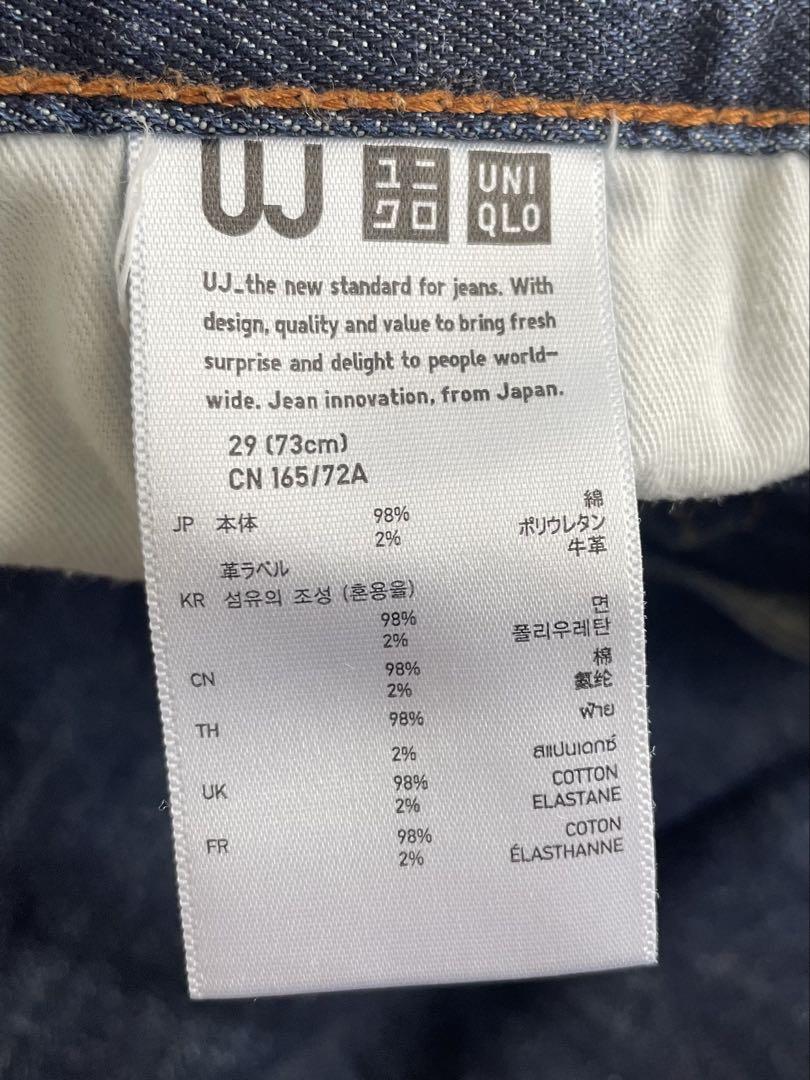 UJ ユニクロ UNIQLO
UJ_the new standard for jeans. With
design, quality and value to bring fresh
surprise and delight to people world-
wide. Jean innovation, from Japan.
29 (73cm)
CN 165/72A
JP 本体 98% 綿
2% ポリウレタン
革ラベル 牛革
KR 섬유의 조성 (혼용율)
98% 면
2% 폴리우레탄
CN 98% 棉
2% 氨纶
TH 98% ฝ้าย
2% สแปนเดกซ์
UK 98% COTTON
2% ELASTANE
FR 98% COTON
2% ÉLASTHANNE